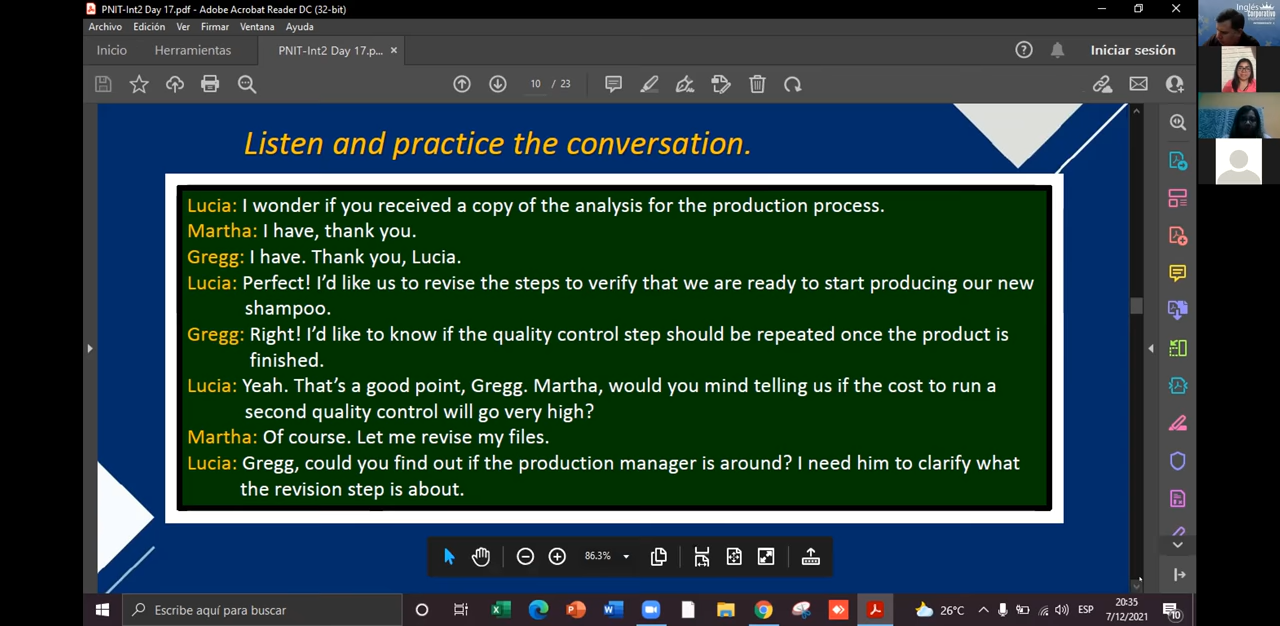 PNIT-Int2 Day 17.pdf - Adobe Acrobat Reader DC (32-bit)
Archivo Edición Ver Firmar Ventana Ayuda
Inicio Herramientas PNIT-Int2 Day 17.p... × Iniciar sesión
10 / 23
Listen and practice the conversation.
Lucia: I wonder if you received a copy of the analysis for the production process.
Martha: I have, thank you.
Gregg: I have. Thank you, Lucia.
Lucia: Perfect! I’d like us to revise the steps to verify that we are ready to start producing our new
shampoo.
Gregg: Right! I’d like to know if the quality control step should be repeated once the product is
finished.
Lucia: Yeah. That’s a good point, Gregg. Martha, would you mind telling us if the cost to run a
second quality control will go very high?
Martha: Of course. Let me revise my files.
Lucia: Gregg, could you find out if the production manager is around? I need him to clarify what
the revision step is about.
86.3%
Escribe aquí para buscar
26°C ESP
20:35
7/12/2021
10
Inglés
Corporativo